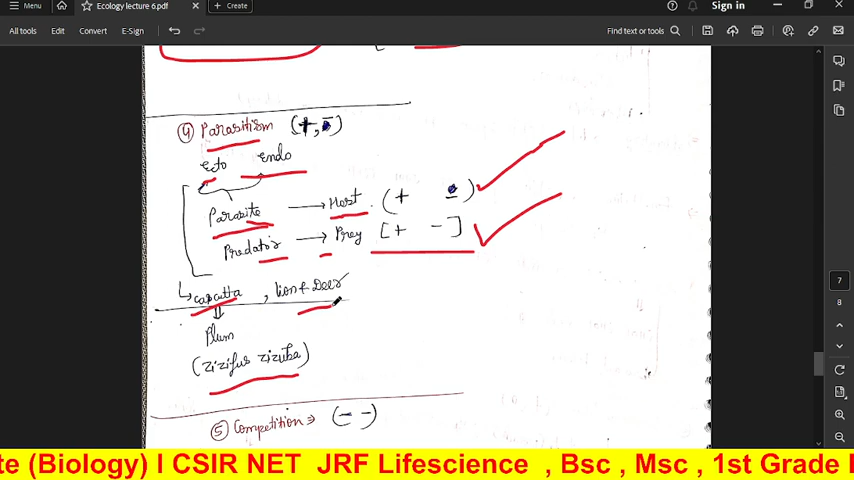 Menu
Ecology lecture 6.pdf
Create
Sign in
All tools Edit Convert E-Sign
Find text or tools
④ Parasitism (+, -)
Ecto Endo
Parasite → Host. (+ -)
Predator → Prey [+ -]
↳ capcutta , lion & Deer
⇓
Plum
(zizifus zizuba)
⑤ Competition ⇒ (- -)
7
8
te (Biology) I CSIR NET JRF Lifescience , Bsc , Msc , 1st Grade